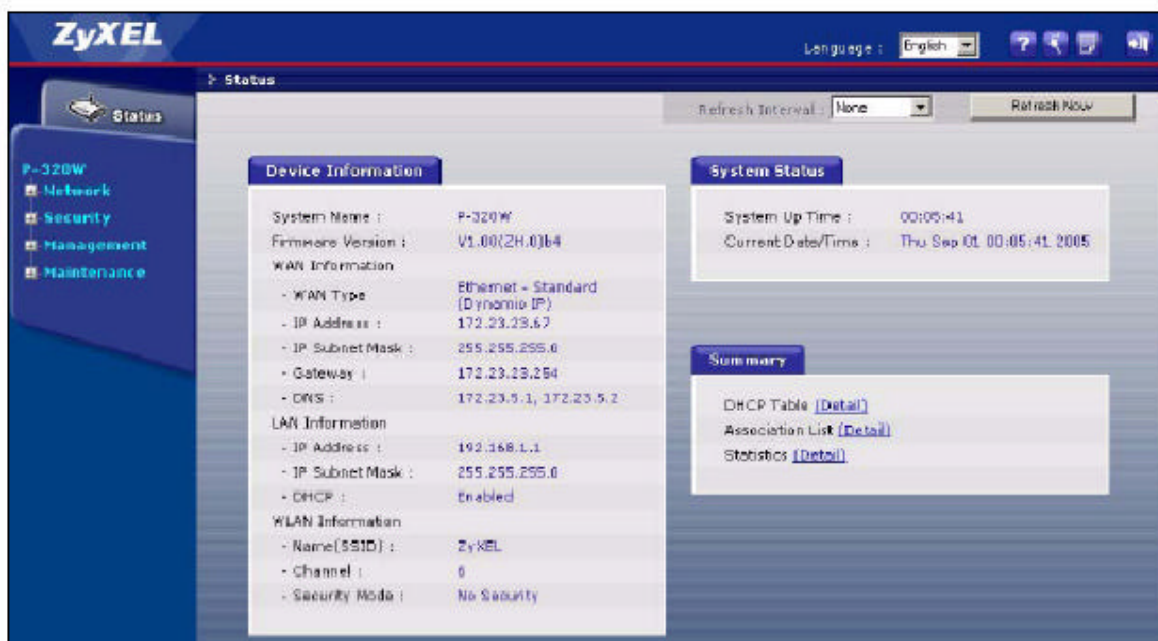 ZyXEL
Language : English
> Status
Status
Refresh Interval : None Refresh Now
P-320W
Network
Security
Management
Maintenance
Device Information
System Name : P-320W
Firmware Version : V1.00(ZH.0)b4
WAN Information
- WAN Type Ethernet - Standard (Dynamic IP)
- IP Address : 172.23.23.67
- IP Subnet Mask : 255.255.255.0
- Gateway : 172.23.23.254
- DNS : 172.23.5.1, 172.23.5.2
LAN Information
- IP Address : 192.168.1.1
- IP Subnet Mask : 255.255.255.0
- DHCP : Enabled
WLAN Information
- Name(SSID) : ZyXEL
- Channel : 6
- Security Mode : No Security
System Status
System Up Time : 00:05:41
Current Date/Time : Thu Sep 01 00:05:41 2005
Summary
DHCP Table (Detail)
Association List (Detail)
Statistics (Detail)